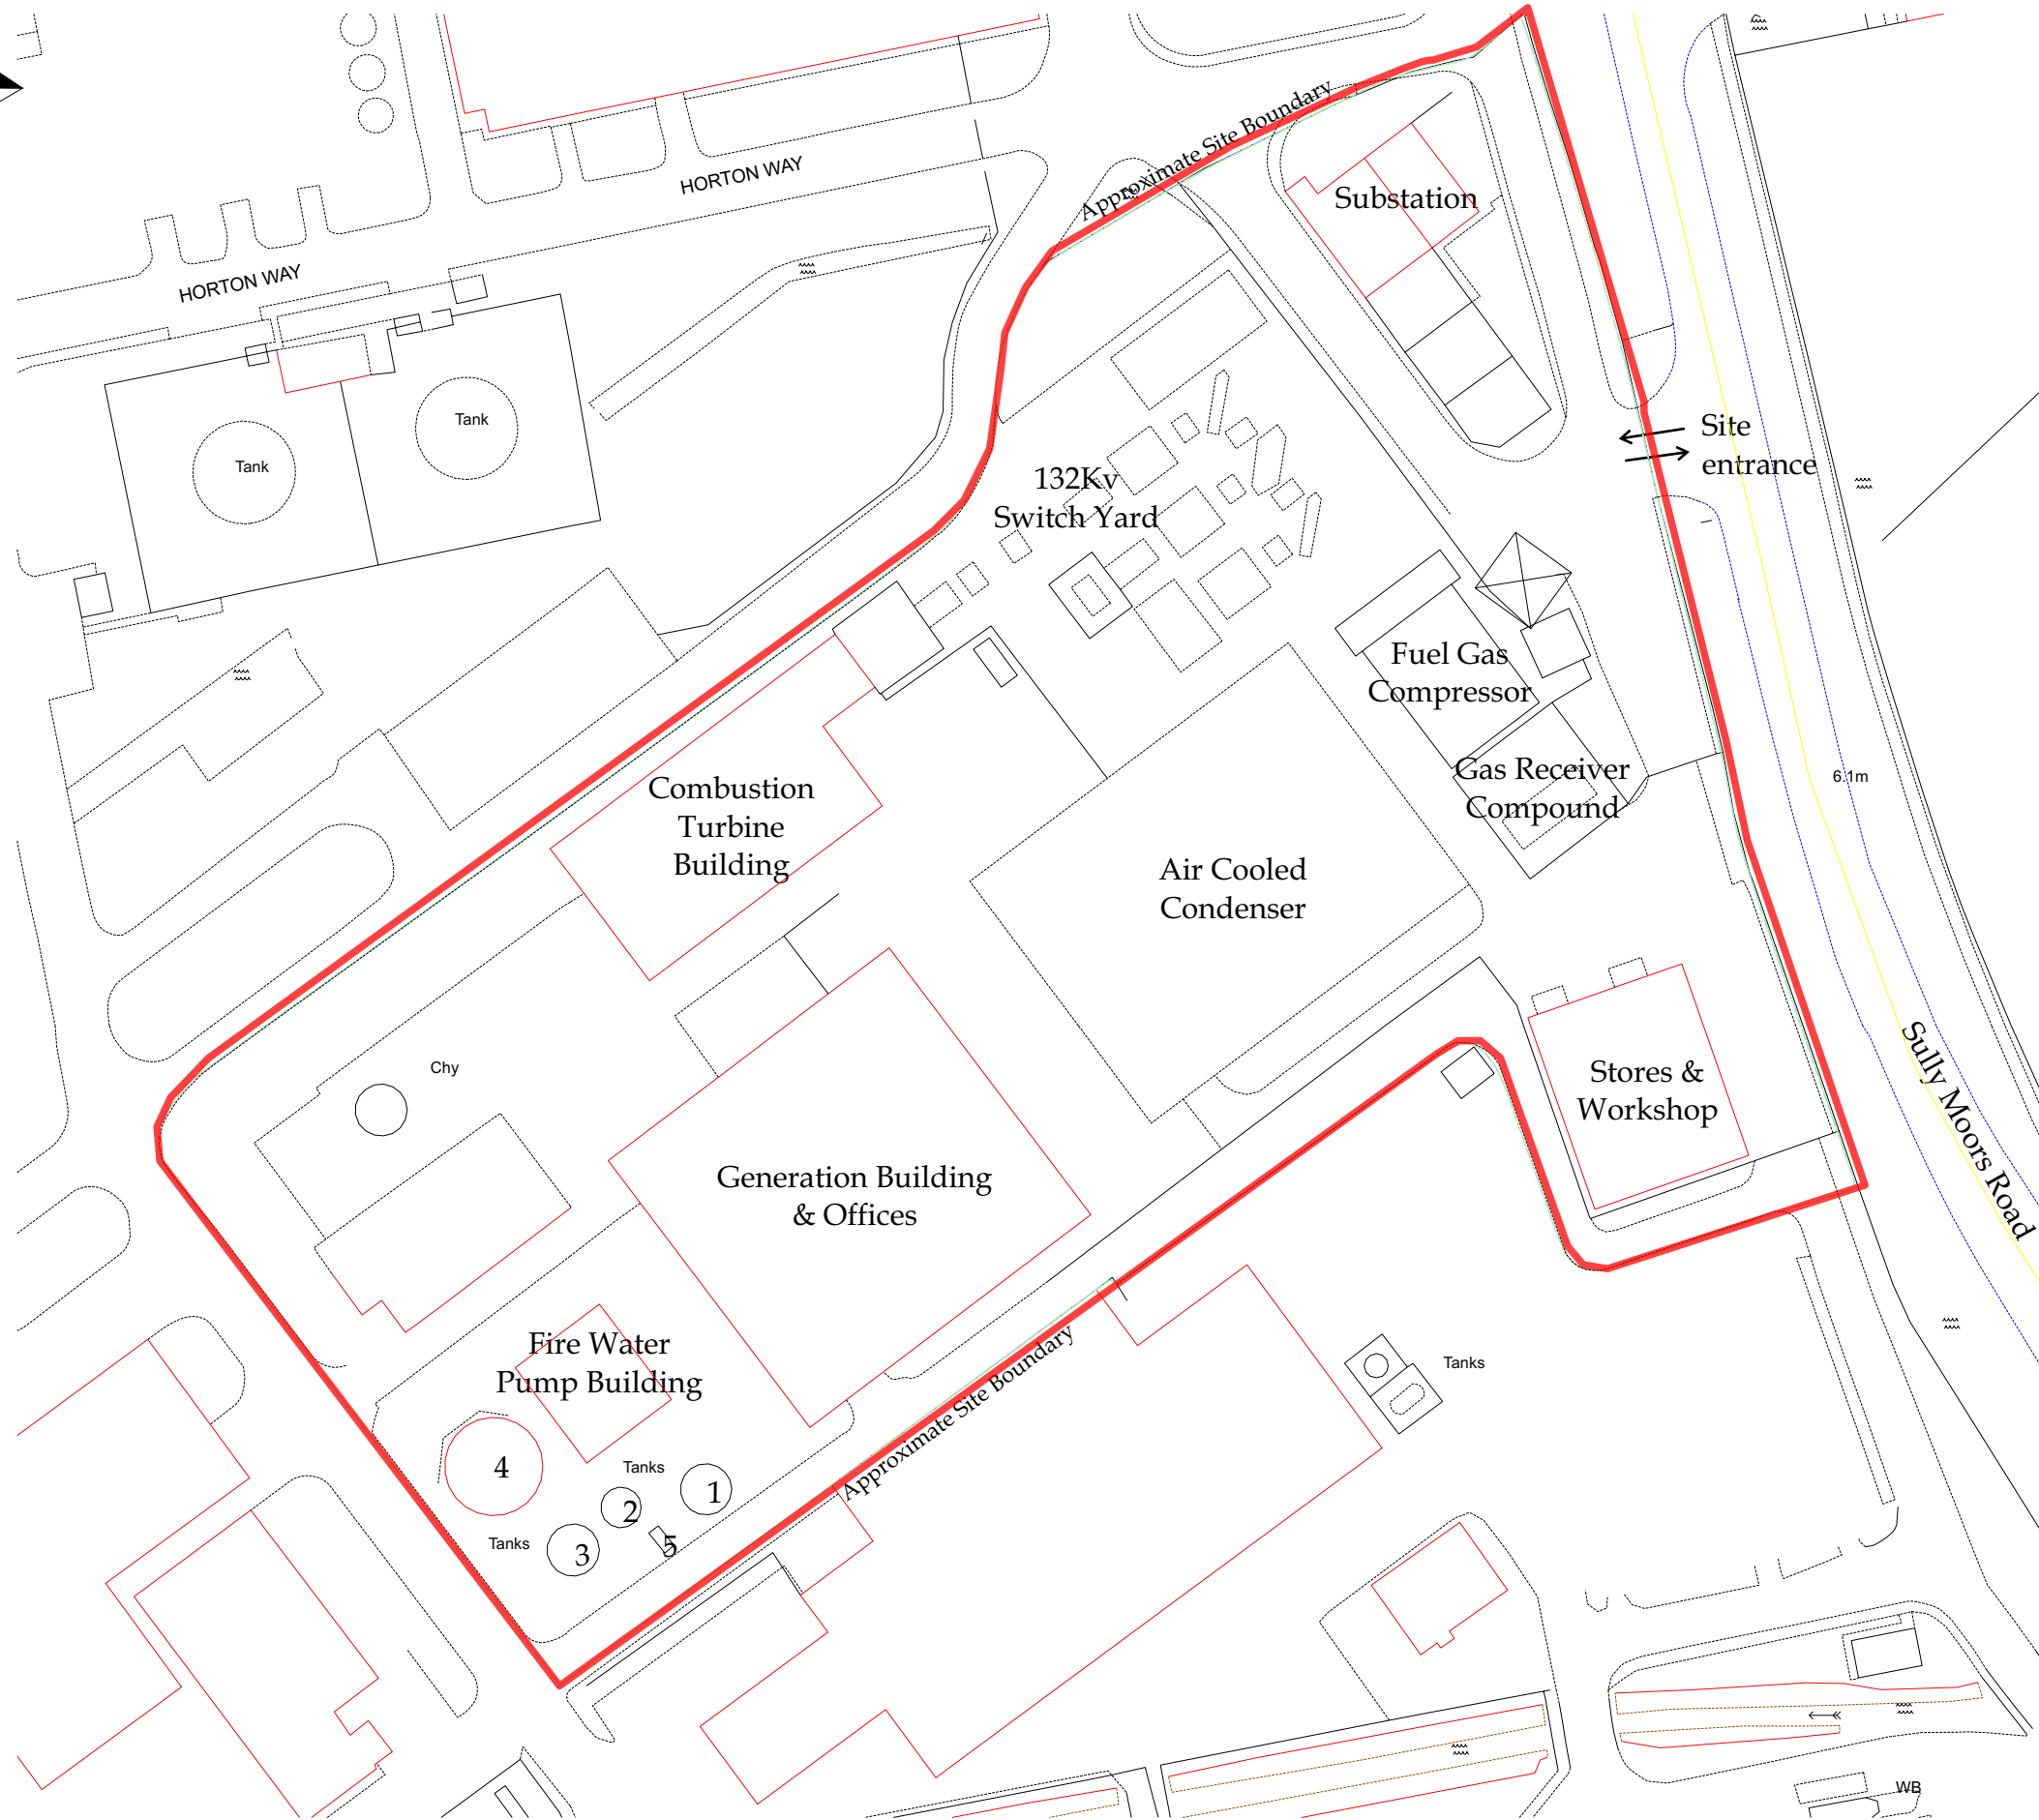 HORTON WAY
HORTON WAY
Approximate Site Boundary
Substation
Tank
Tank
Site
entrance
132Kv
Switch Yard
Fuel Gas
Compressor
Gas Receiver
Compound
6.1m
Combustion
Turbine
Building
Air Cooled
Condenser
Chy
Stores &
Workshop
Sully Moors Road
Generation Building
& Offices
Fire Water
Pump Building
Approximate Site Boundary
Tanks
4
Tanks
1
2
Tanks
3
5
WB